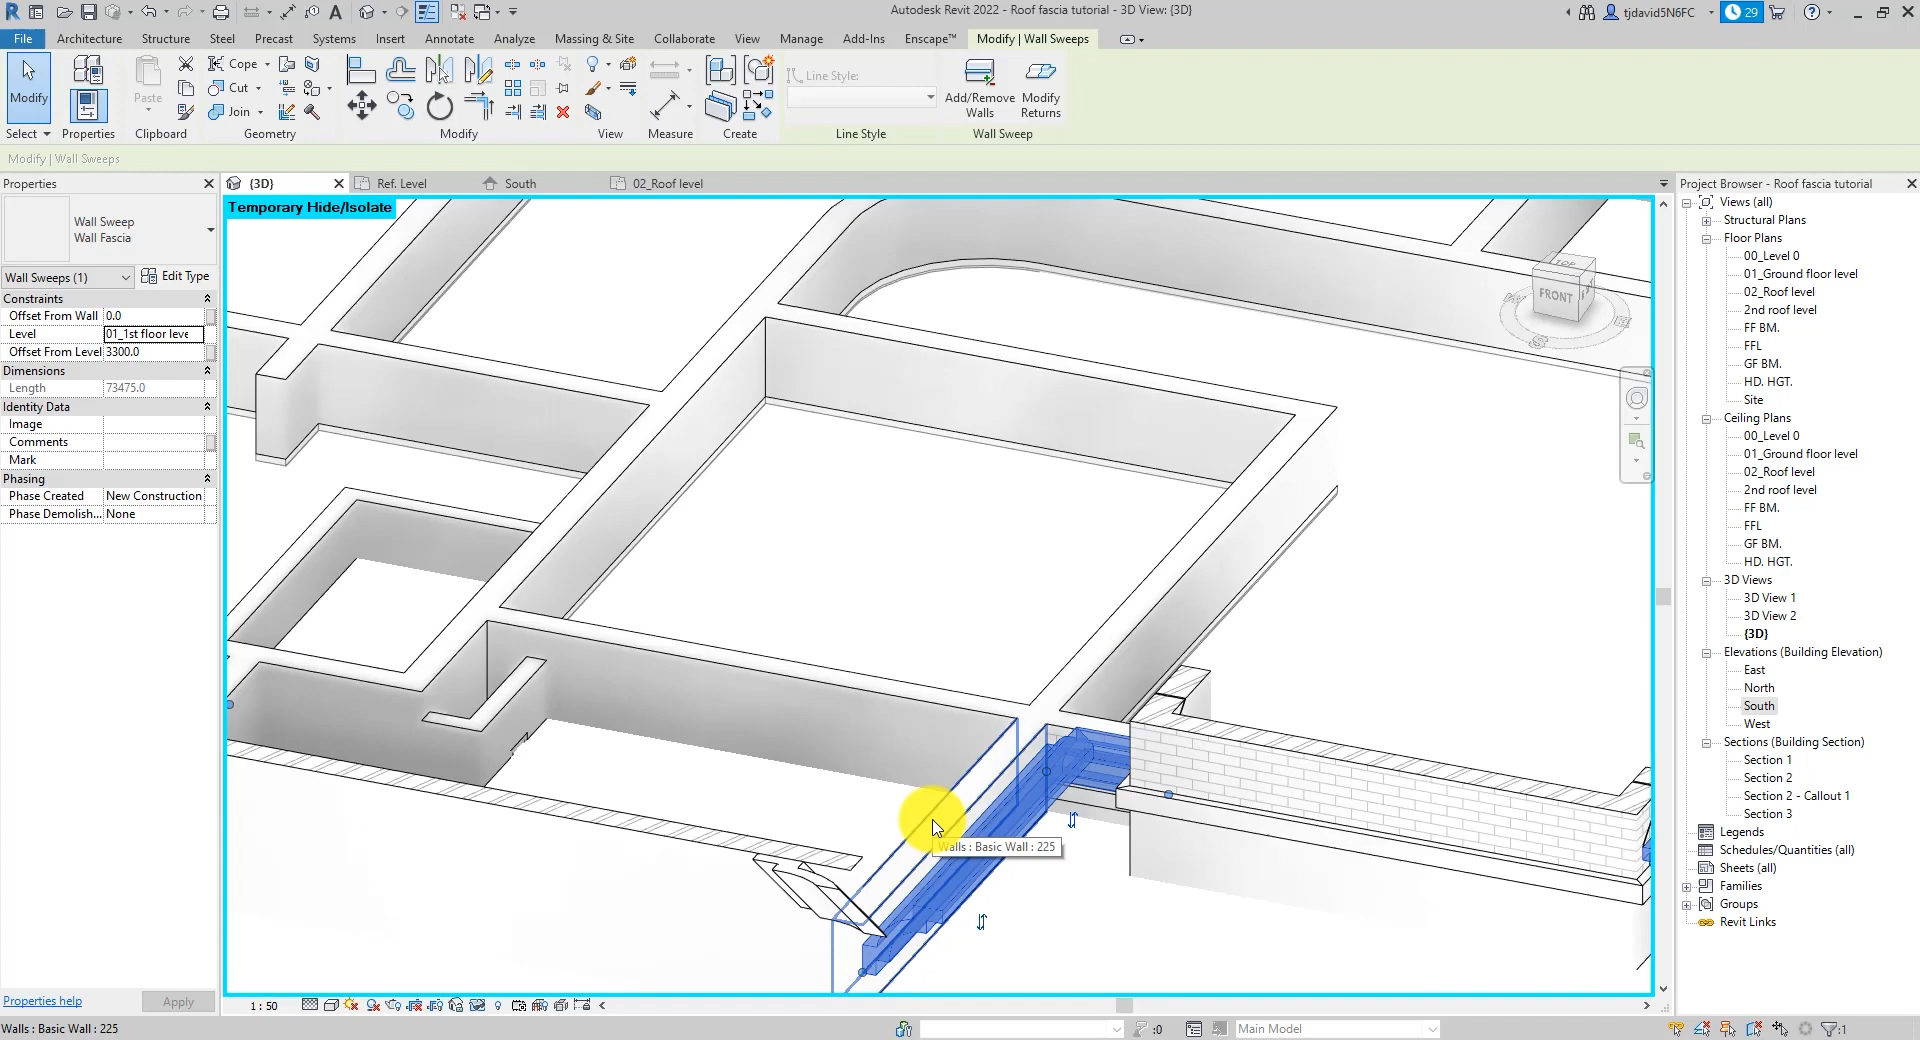 Autodesk Revit 2022 - Roof fascia tutorial - 3D View: {3D}
tjdavid5N6FC
29
File
Architecture
Structure
Steel
Precast
Systems
Insert
Annotate
Analyze
Massing & Site
Collaborate
View
Manage
Add-Ins
Enscape™
Modify | Wall Sweeps
Modify
Paste
Cope
Cut
Join
Line Style:
Add/Remove Walls
Modify Returns
Select
Properties
Clipboard
Geometry
Modify
View
Measure
Create
Line Style
Wall Sweep
Modify | Wall Sweeps
Properties
{3D}
Ref. Level
South
02_Roof level
Project Browser - Roof fascia tutorial
Wall Sweep
Wall Fascia
Wall Sweeps (1)
Edit Type
Constraints
Offset From Wall 0.0
Level 01_1st floor leve
Offset From Level 3300.0
Dimensions
Length 73475.0
Identity Data
Image
Comments
Mark
Phasing
Phase Created New Construction
Phase Demolish... None
Properties help
Apply
Temporary Hide/Isolate
TOP
FRONT
Walls : Basic Wall : 225
Views (all)
Structural Plans
Floor Plans
00_Level 0
01_Ground floor level
02_Roof level
2nd roof level
FF BM.
FFL
GF BM.
HD. HGT.
Site
Ceiling Plans
00_Level 0
01_Ground floor level
02_Roof level
2nd roof level
FF BM.
FFL
GF BM.
HD. HGT.
3D Views
3D View 1
3D View 2
{3D}
Elevations (Building Elevation)
East
North
South
West
Sections (Building Section)
Section 1
Section 2
Section 2 - Callout 1
Section 3
Legends
Schedules/Quantities (all)
Sheets (all)
Families
Groups
Revit Links
1 : 50
Walls : Basic Wall : 225
:0
Main Model
:1